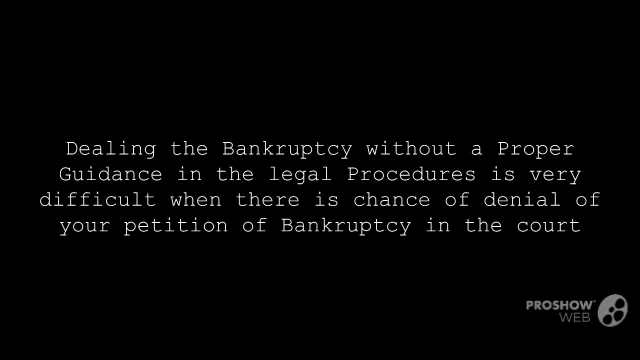 Dealing the Bankruptcy without a Proper
Guidance in the legal Procedures is very
difficult when there is chance of denial of
your petition of Bankruptcy in the court
PROSHOW
WEB